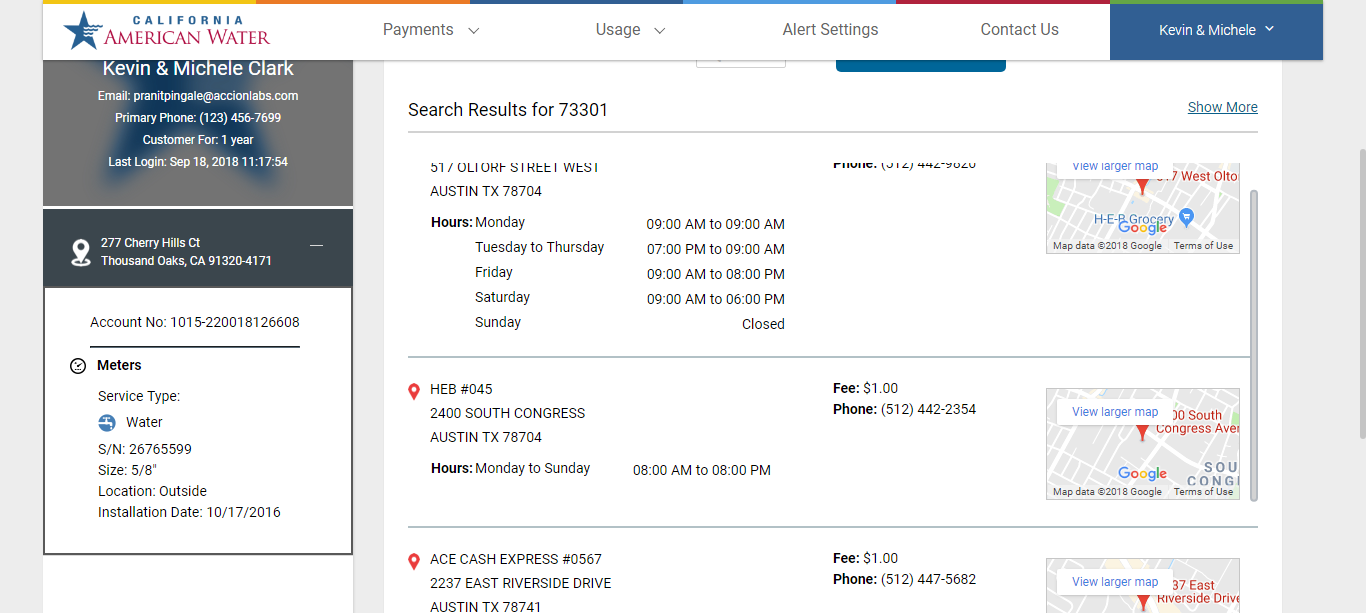 CALIFORNIA
AMERICAN WATER
Payments
Usage
Alert Settings
Contact Us
Kevin & Michele
Kevin & Michele Clark
Email: pranitpingale@accionlabs.com
Primary Phone: (123) 456-7699
Customer For: 1 year
Last Login: Sep 18, 2018 11:17:54
277 Cherry Hills Ct
Thousand Oaks, CA 91320-4171
Account No: 1015-220018126608
Meters
Service Type:
Water
S/N: 26765599
Size: 5/8"
Location: Outside
Installation Date: 10/17/2016
Search Results for 73301
Show More
517 OLTORF STREET WEST
AUSTIN TX 78704
Phone: (512) 442-9820
Hours: Monday 09:00 AM to 09:00 AM
Tuesday to Thursday 07:00 PM to 09:00 AM
Friday 09:00 AM to 08:00 PM
Saturday 09:00 AM to 06:00 PM
Sunday Closed
View larger map
7 West Olto
H-E-B Grocery
Google
Map data ©2018 Google Terms of Use
HEB #045
2400 SOUTH CONGRESS
AUSTIN TX 78704
Hours: Monday to Sunday 08:00 AM to 08:00 PM
Fee: $1.00
Phone: (512) 442-2354
View larger map
00 South
Congress Aver
SOU
CONG
Google
Map data ©2018 Google Terms of Use
ACE CASH EXPRESS #0567
2237 EAST RIVERSIDE DRIVE
AUSTIN TX 78741
Fee: $1.00
Phone: (512) 447-5682
View larger map
37 East
Riverside Drive